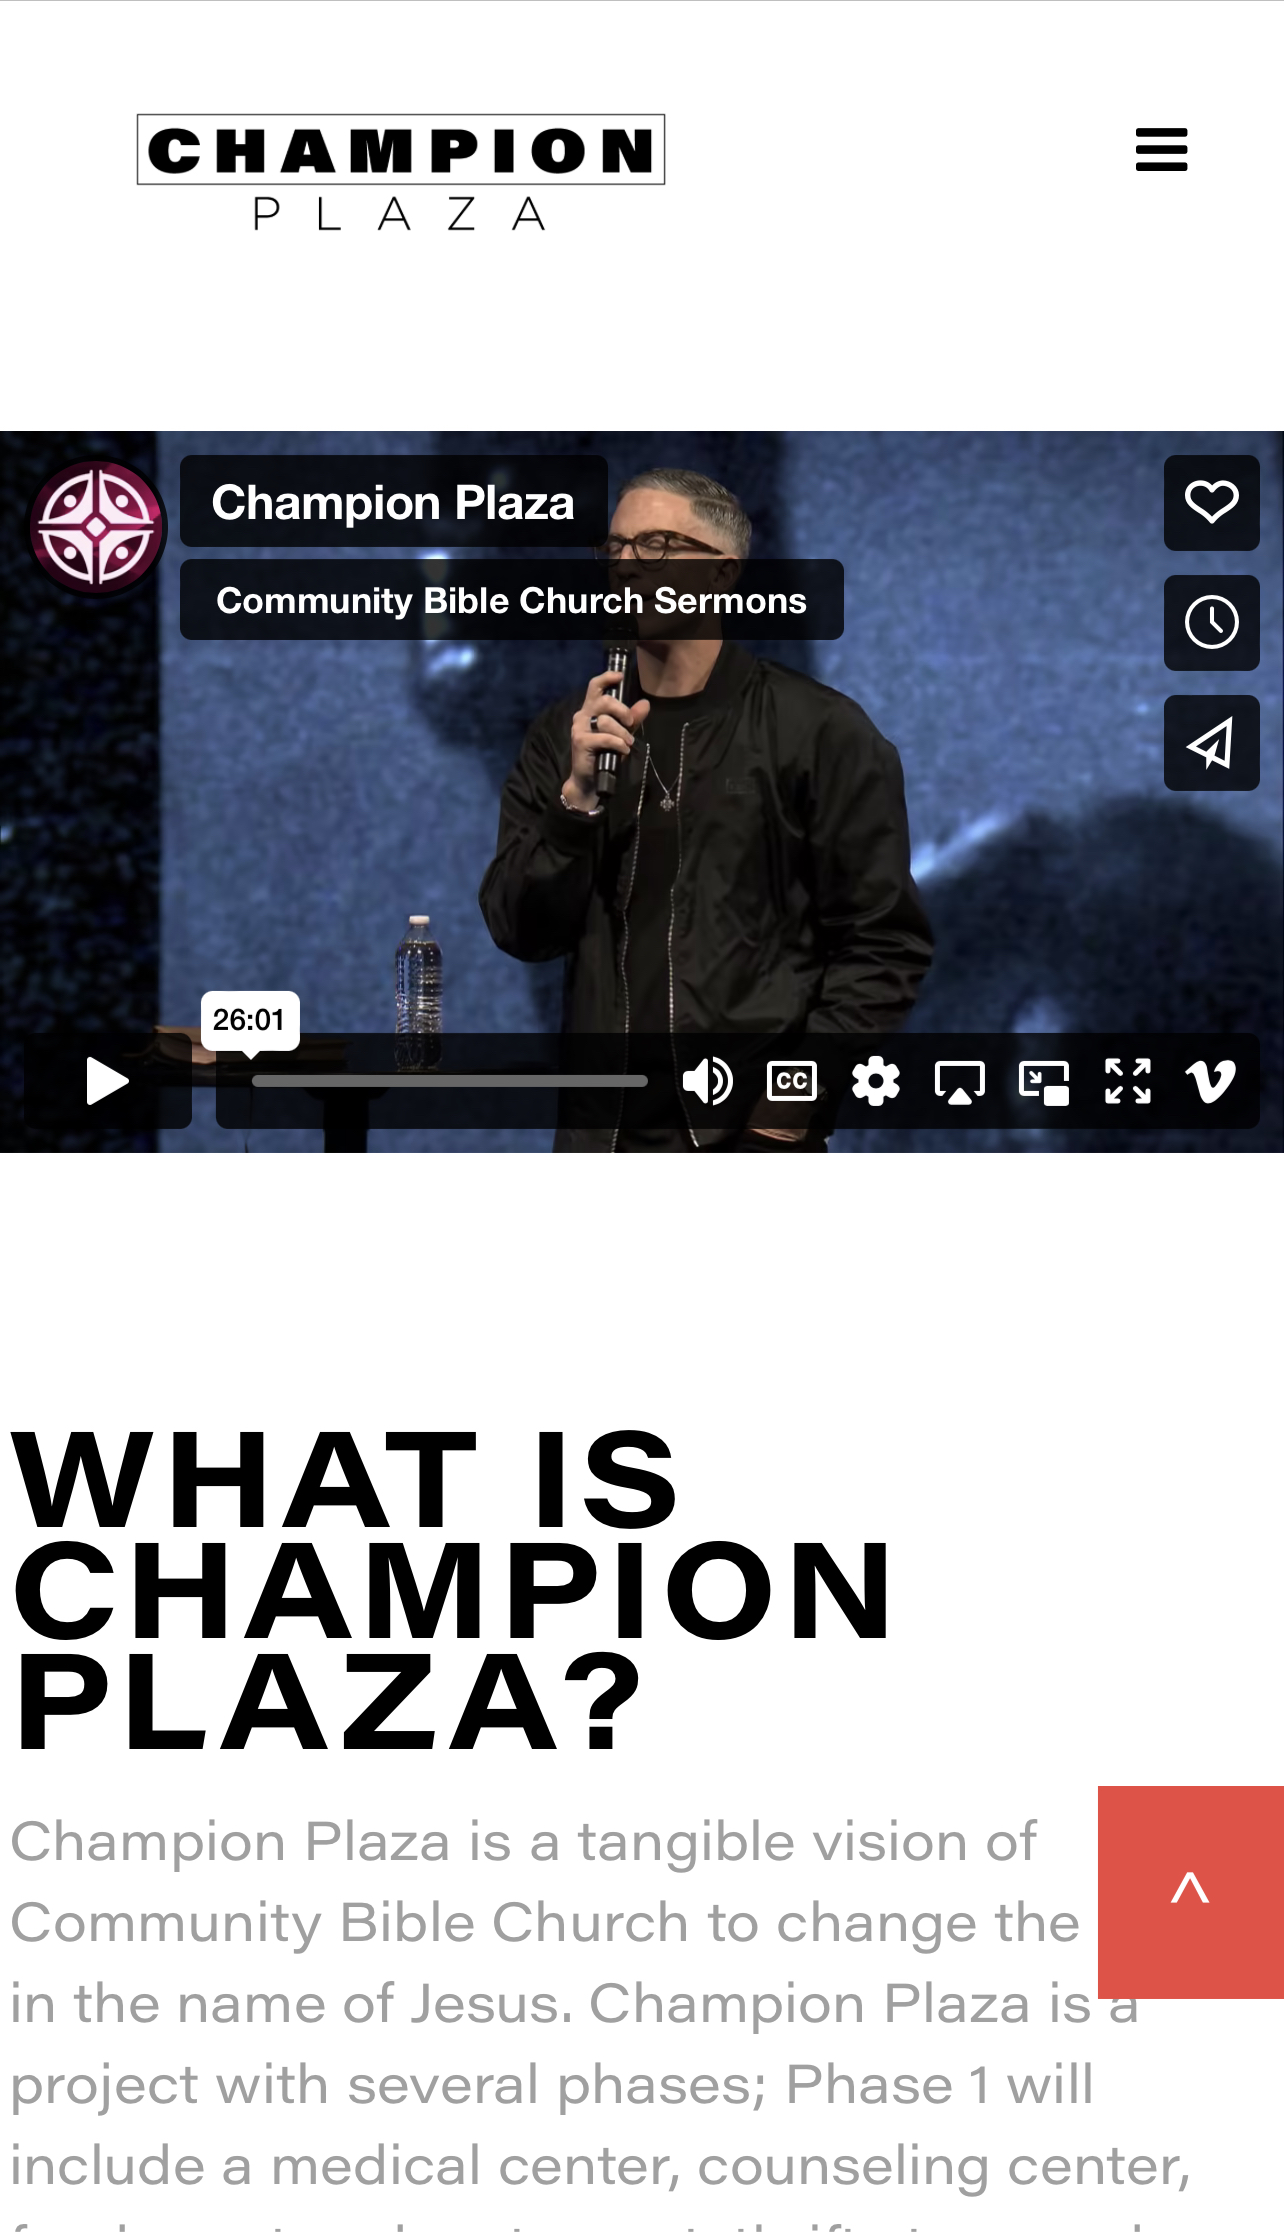 CHAMPION
PLAZA
Champion Plaza
Community Bible Church Sermons
26:01
CC
WHAT IS
CHAMPION
PLAZA?
Champion Plaza is a tangible vision of
Community Bible Church to change the
in the name of Jesus. Champion Plaza is a
project with several phases; Phase 1 will
include a medical center, counseling center,